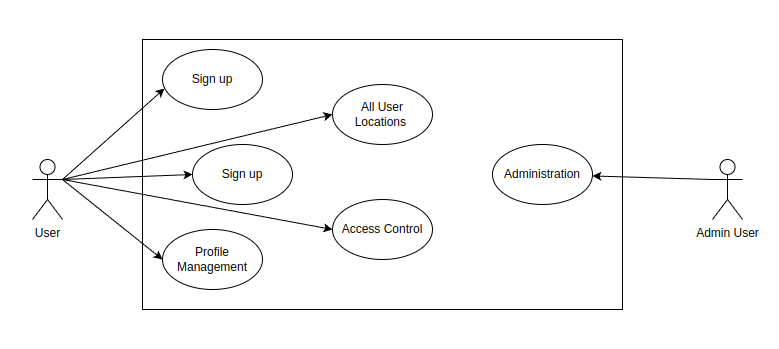 Sign up
All User
Locations
Sign up
Administration
User
Access Control
Admin User
Profile
Management